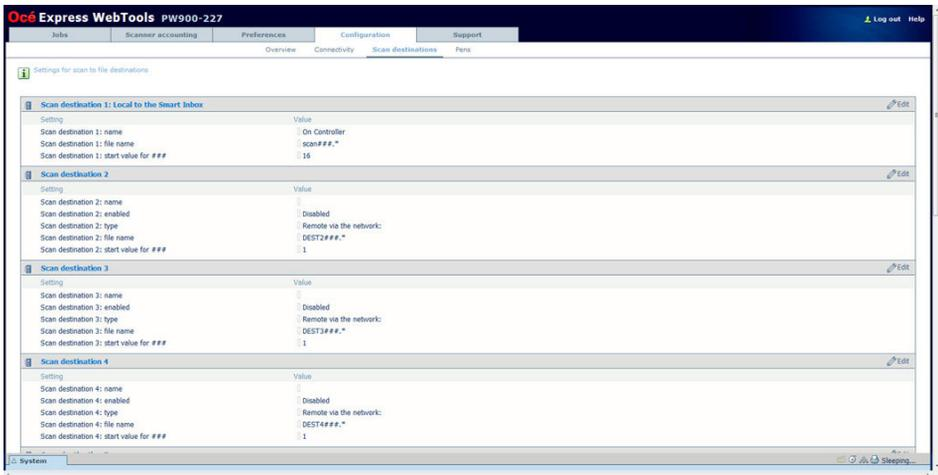 Océ Express WebTools PW900-227
Log out Help
Jobs Scanner accounting Preferences Configuration Support
Overview Connectivity Scan destinations Pens
Settings for scan to file destinations
Scan destination 1: Local to the Smart Inbox Edit
Setting Value
Scan destination 1: name On Controller
Scan destination 1: file name scan###.*
Scan destination 1: start value for ### 16
Scan destination 2 Edit
Setting Value
Scan destination 2: name
Scan destination 2: enabled Disabled
Scan destination 2: type Remote via the network:
Scan destination 2: file name DEST2###.*
Scan destination 2: start value for ### 1
Scan destination 3 Edit
Setting Value
Scan destination 3: name
Scan destination 3: enabled Disabled
Scan destination 3: type Remote via the network:
Scan destination 3: file name DEST3###.*
Scan destination 3: start value for ### 1
Scan destination 4 Edit
Setting Value
Scan destination 4: name
Scan destination 4: enabled Disabled
Scan destination 4: type Remote via the network:
Scan destination 4: file name DEST4###.*
Scan destination 4: start value for ### 1
System Sleeping...